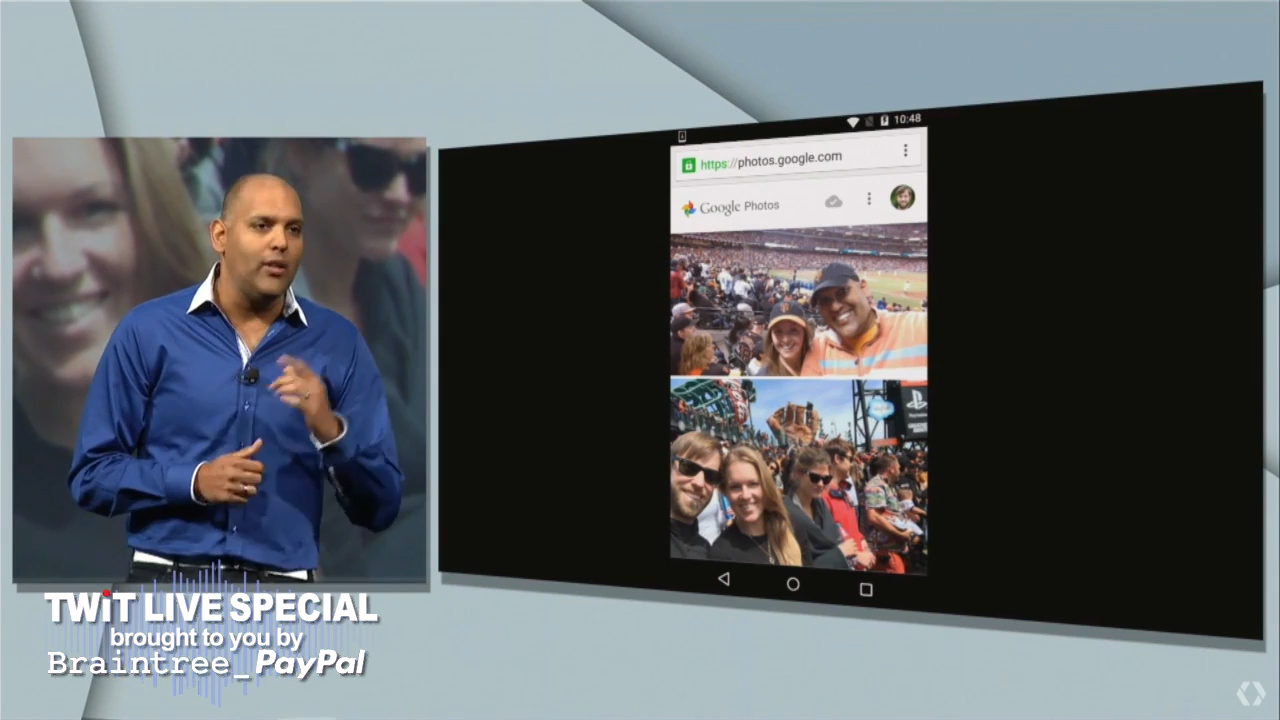 10:48
https://photos.google.com
Google Photos
TWiT LIVE SPECIAL
brought to you by
Braintree_PayPal